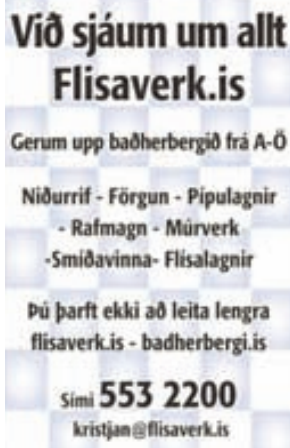 Við sjáum um allt
Flisaverk.is
Gerum upp baðherbergið frá A-Ö
Niðurrif - Förgun - Pípulagnir
- Rafmagn - Múrverk
-Smíðavinna- Flísalagnir
Þú þarft ekki að leita lengra
flisaverk.is - badherbergi.is
Sími 553 2200
kristjan@flisaverk.is